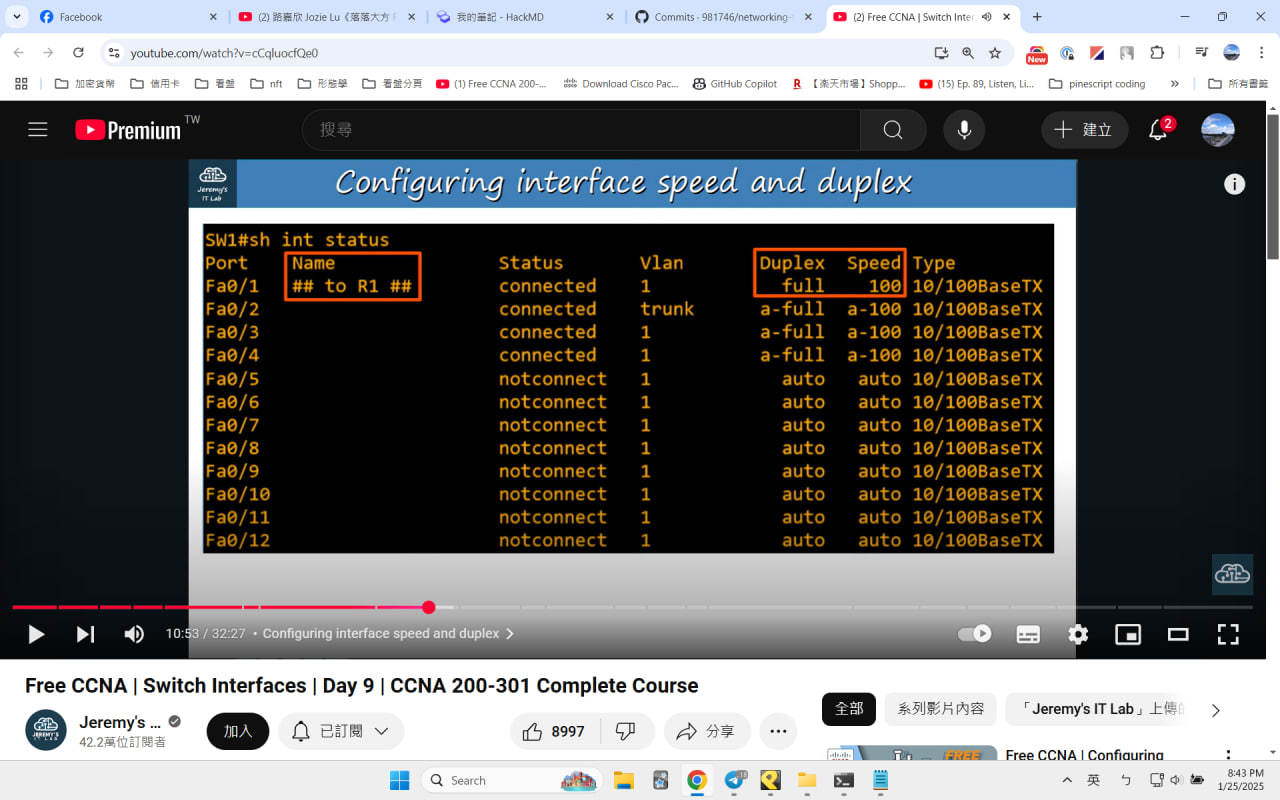 Facebook
(2) 路嘉欣 Jozie Lu《落落大方 F
我的筆記 - HackMD
Commits · 981746/networking-
(2) Free CCNA | Switch Inter
youtube.com/watch?v=cCqluocfQe0
New
加密貨幣
信用卡
看盤
nft
形態學
看盤分頁
(1) Free CCNA 200-...
Download Cisco Pac...
GitHub Copilot
【楽天市場】Shopp...
(15) Ep. 89, Listen, Li...
pinescript coding
所有書籤
Premium TW
搜尋
建立
2
Jeremy's IT Lab
Configuring interface speed and duplex
SW1#sh int status
Port Name Status Vlan Duplex Speed Type
Fa0/1 ## to R1 ## connected 1 full 100 10/100BaseTX
Fa0/2 connected trunk a-full a-100 10/100BaseTX
Fa0/3 connected 1 a-full a-100 10/100BaseTX
Fa0/4 connected 1 a-full a-100 10/100BaseTX
Fa0/5 notconnect 1 auto auto 10/100BaseTX
Fa0/6 notconnect 1 auto auto 10/100BaseTX
Fa0/7 notconnect 1 auto auto 10/100BaseTX
Fa0/8 notconnect 1 auto auto 10/100BaseTX
Fa0/9 notconnect 1 auto auto 10/100BaseTX
Fa0/10 notconnect 1 auto auto 10/100BaseTX
Fa0/11 notconnect 1 auto auto 10/100BaseTX
Fa0/12 notconnect 1 auto auto 10/100BaseTX
10:53 / 32:27 • Configuring interface speed and duplex
Free CCNA | Switch Interfaces | Day 9 | CCNA 200-301 Complete Course
JEREMY'S IT LAB
Jeremy's ...
42.2萬位訂閱者
加入
已訂閱
8997
分享
全部
系列影片內容
「Jeremy's IT Lab」上傳的
FREE
Free CCNA | Configuring
Search
英
8:43 PM
1/25/2025